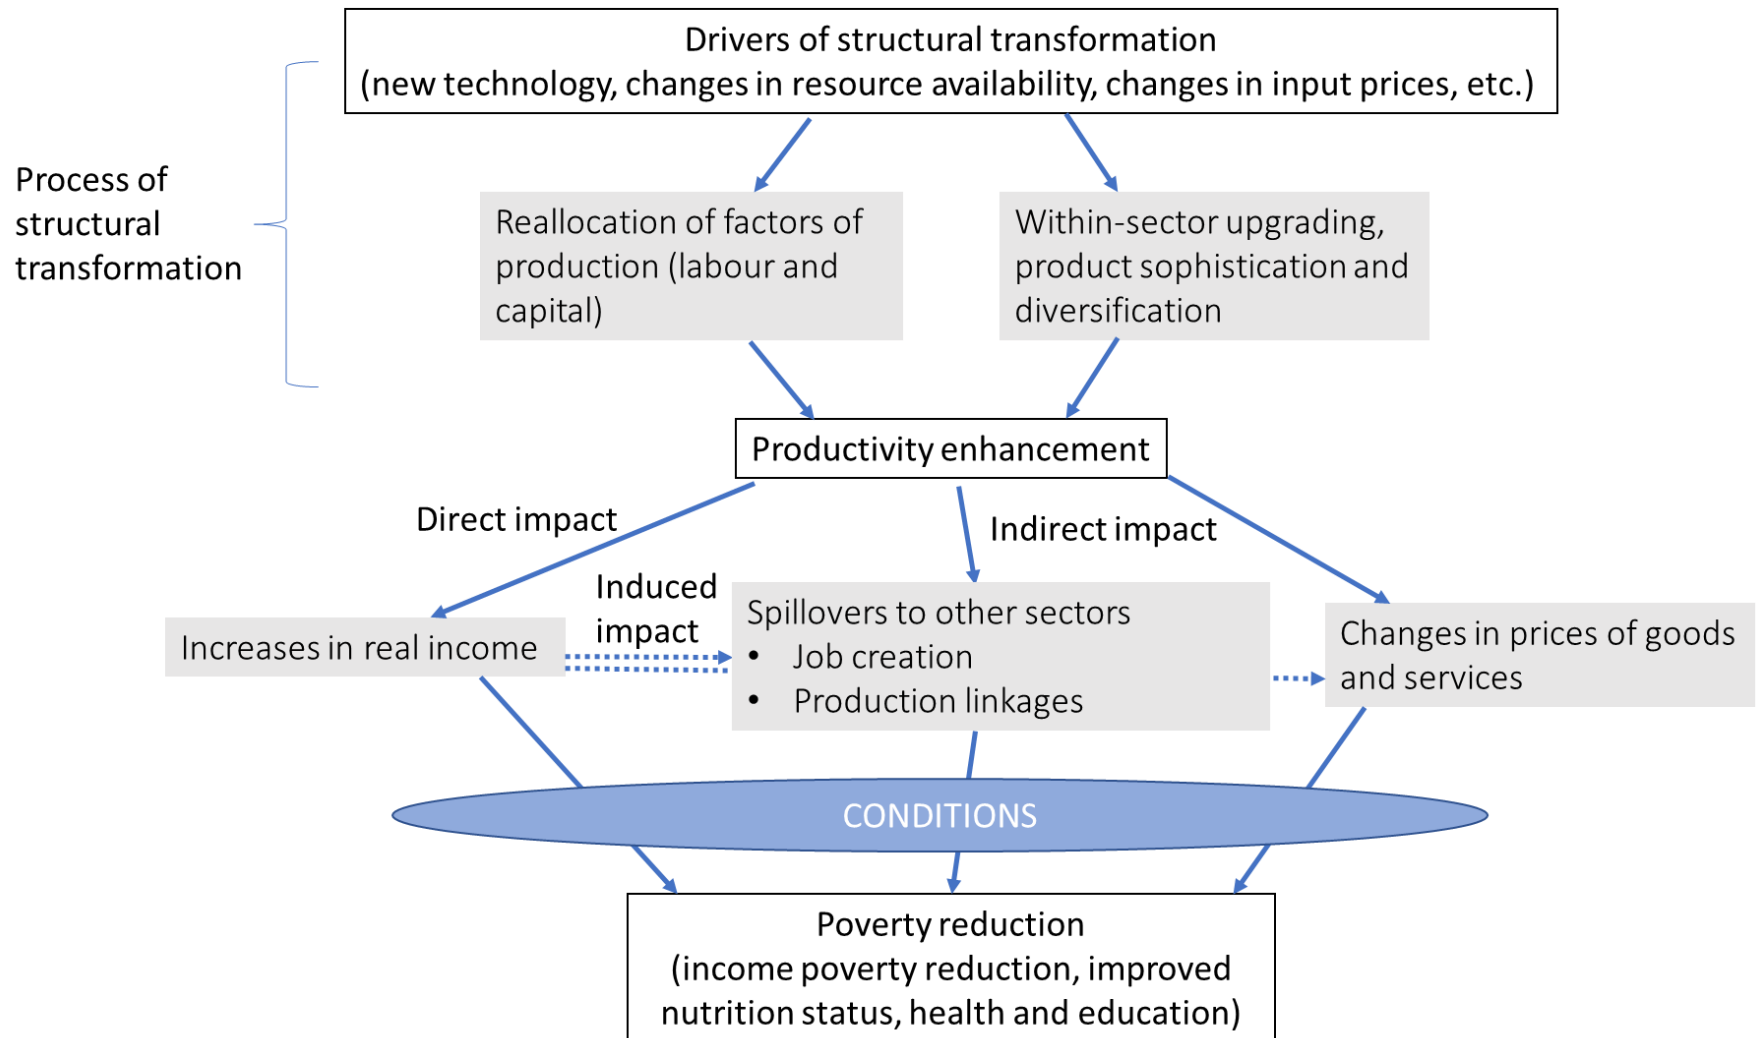 Drivers of structural transformation
(new technology, changes in resource availability, changes in input prices, etc.)
Process of
structural
transformation
Reallocation of factors of
production (labour and
capital)
Within-sector upgrading,
product sophistication and
diversification
Productivity enhancement
Direct impact
Indirect impact
Induced
impact
Increases in real income
Spillovers to other sectors
• Job creation
• Production linkages
Changes in prices of goods
and services
CONDITIONS
Poverty reduction
(income poverty reduction, improved
nutrition status, health and education)